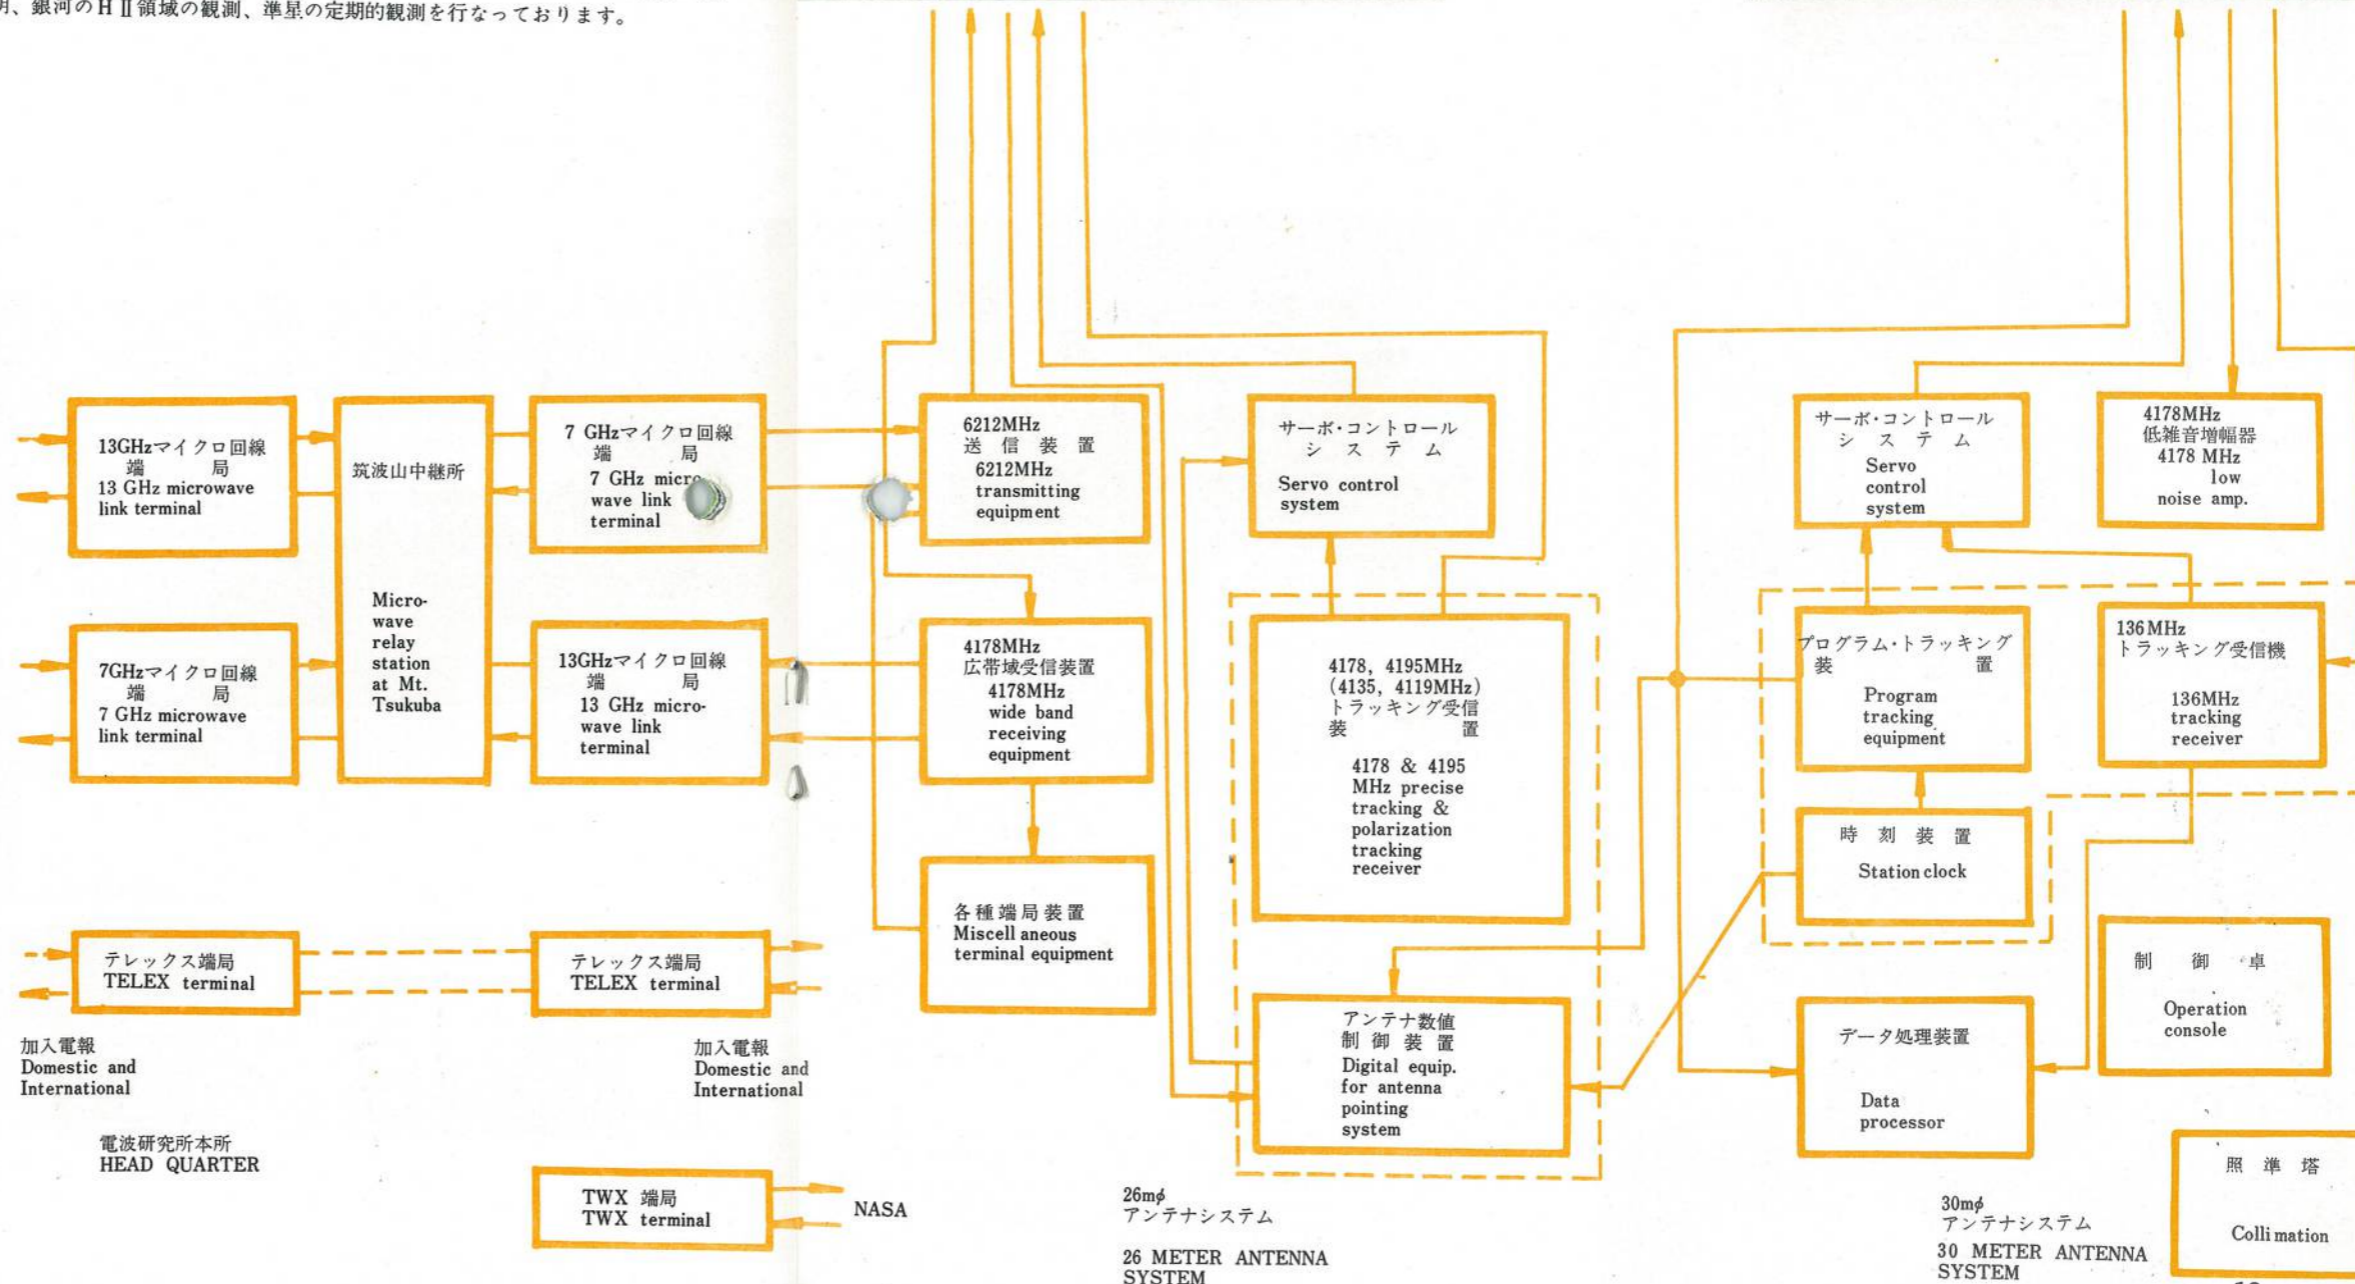 銀河のHⅡ領域の観測、準星の定期的観測を行なっております。
13GHzマイクロ回線
端 局
13 GHz microwave
link terminal
筑波山中継所
Micro-
wave
relay
station
at Mt.
Tsukuba
7 GHzマイクロ回線
端 局
7 GHz micro
wave link
terminal
6212MHz
送信装置
6212MHz
transmitting
equipment
サーボ・コントロール
システム
Servo control
system
サーボ・コントロール
システム
Servo
control
system
4178MHz
低雑音増幅器
4178 MHz
low
noise amp.
7GHzマイクロ回線
端 局
7 GHz microwave
link terminal
13GHzマイクロ回線
端 局
13 GHz micro-
wave link
terminal
4178MHz
広帯域受信装置
4178MHz
wide band
receiving
equipment
4178, 4195MHz
(4135, 4119MHz)
トラッキング受信
装 置
4178 & 4195
MHz precise
tracking &
polarization
tracking
receiver
プログラム・トラッキング
装 置
Program
tracking
equipment
136MHz
トラッキング受信機
136MHz
tracking
receiver
時刻装置
Station clock
テレックス端局
TELEX terminal
テレックス端局
TELEX terminal
各種端局装置
Miscell aneous
terminal equipment
アンテナ数値
制御装置
Digital equip.
for antenna
pointing
system
データ処理装置
Data
processor
制御卓
Operation
console
加入電報
Domestic and
International
加入電報
Domestic and
International
電波研究所本所
HEAD QUARTER
TWX 端局
TWX terminal
NASA
26mφ
アンテナシステム
26 METER ANTENNA
SYSTEM
30mφ
アンテナシステム
30 METER ANTENNA
SYSTEM
照準塔
Collimation